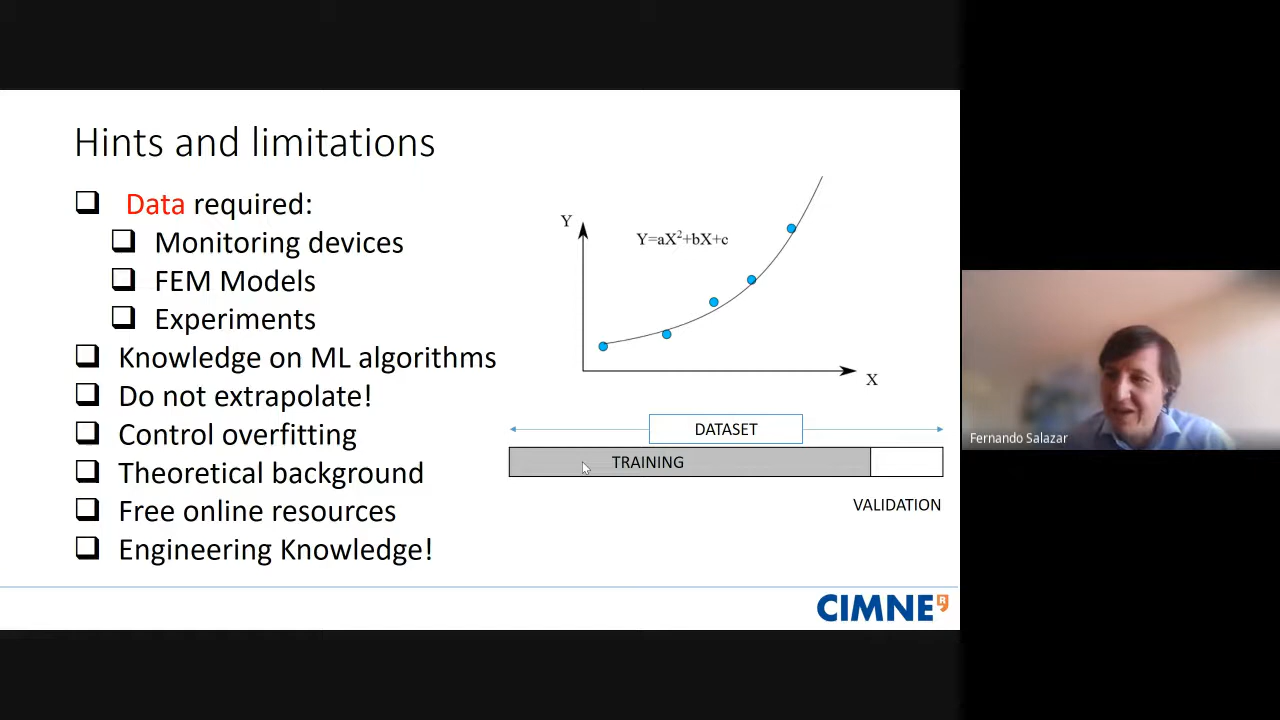 Hints and limitations
Data required:
Monitoring devices
FEM Models
Experiments
Knowledge on ML algorithms
Do not extrapolate!
Control overfitting
Theoretical background
Free online resources
Engineering Knowledge!
Y
Y=aX²+bX+c
X
DATASET
TRAINING
VALIDATION
CIMNE
R
Fernando Salazar